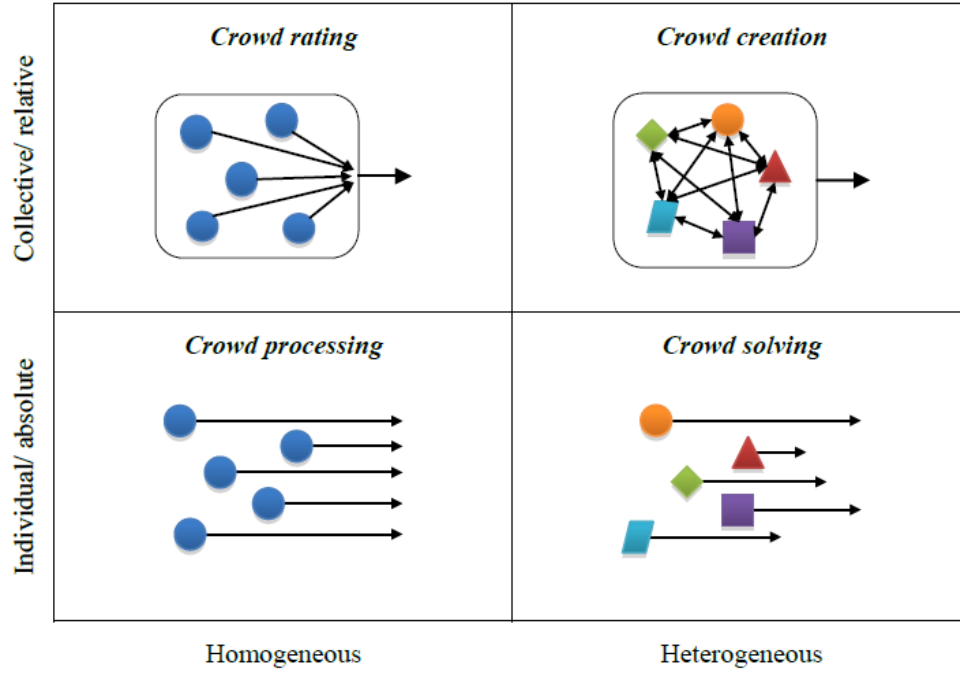 Collective/ relative
Crowd rating
Crowd creation
Individual/ absolute
Crowd processing
Crowd solving
Homogeneous
Heterogeneous